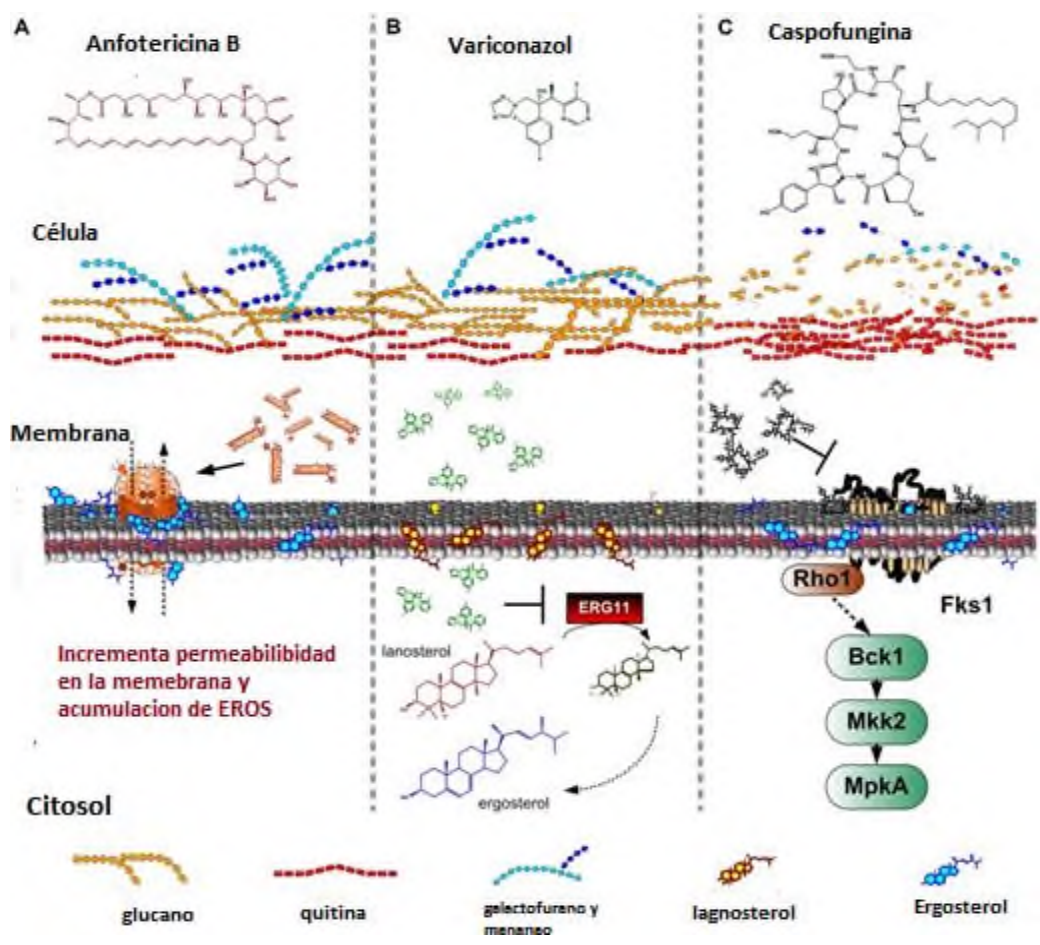 A
Anfotericina B
B
Variconazol
C
Caspofungina
Célula
Membrana
Incrementa permeabilibidad
en la memebrana y
acumulacion de EROS
lanosterol
ERG11
ergosterol
Rho1
Fks1
Bck1
Mkk2
MpkA
Citosol
glucano
quitina
galactofurano y
mananao
lagnosterol
Ergosterol